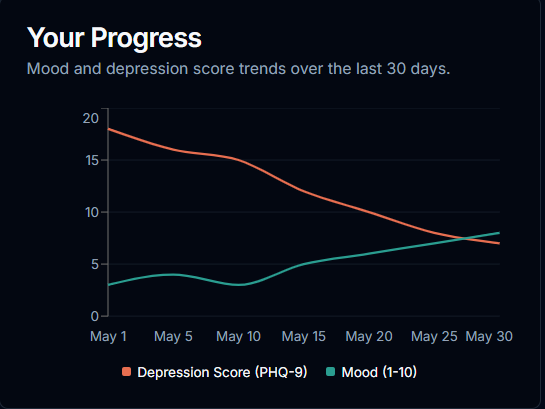 Your Progress
Mood and depression score trends over the last 30 days.
20
15
10
5
0
May 1 May 5 May 10 May 15 May 20 May 25 May 30
Depression Score (PHQ-9) Mood (1-10)